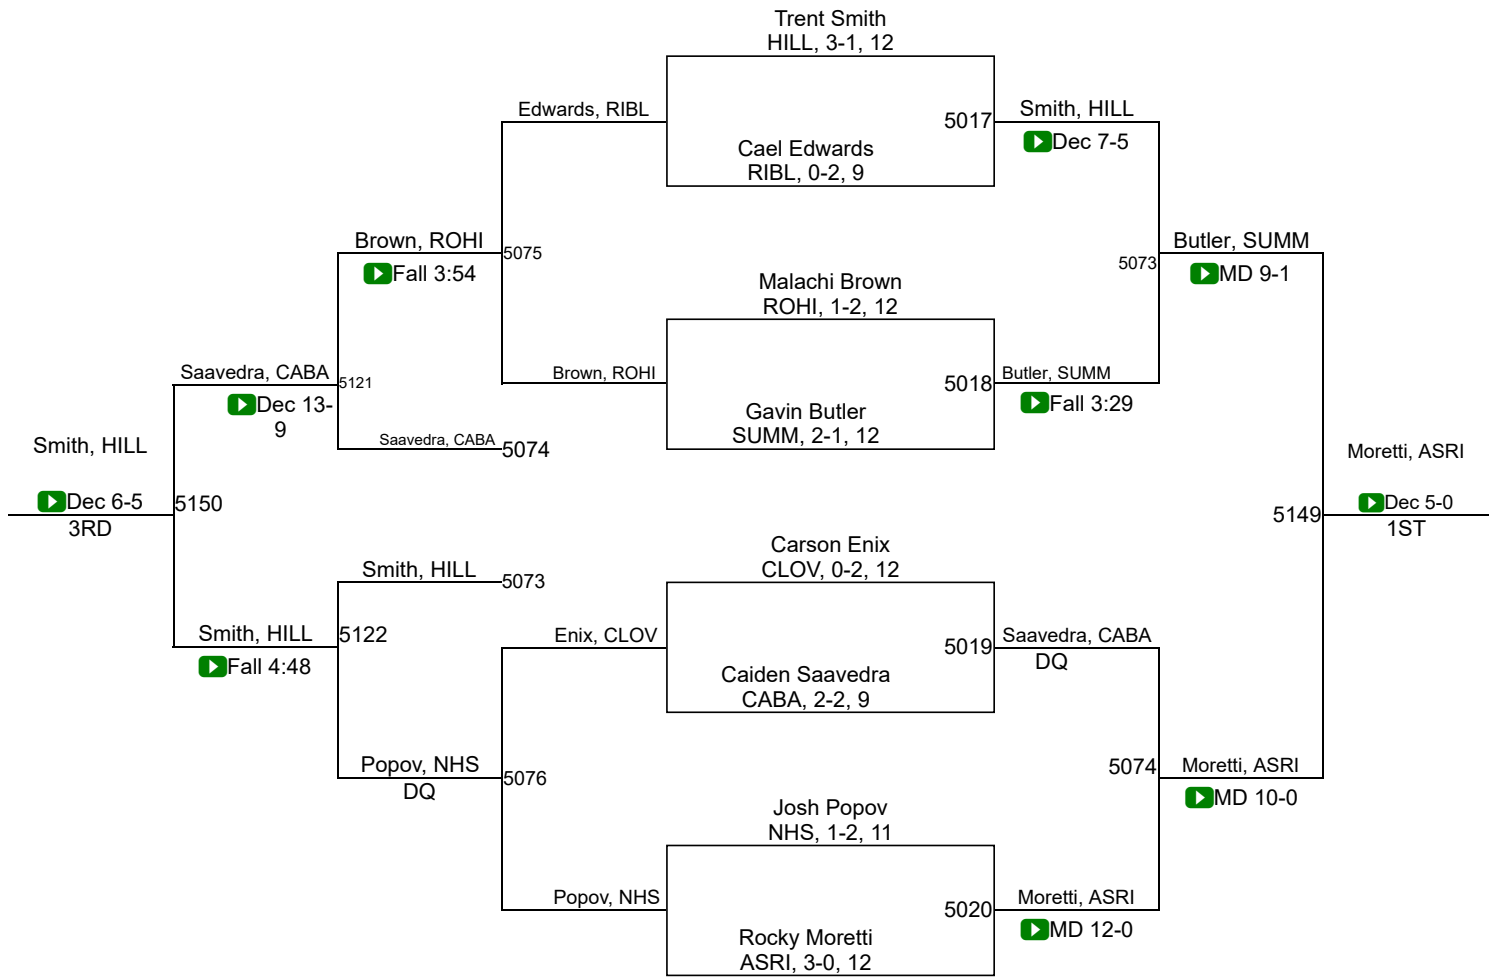 Trent Smith
HILL, 3-1, 12
Edwards, RIBL
5017
Smith, HILL
Dec 7-5
Cael Edwards
RIBL, 0-2, 9
Brown, ROHI
5075
Fall 3:54
5073
Butler, SUMM
MD 9-1
Malachi Brown
ROHI, 1-2, 12
Saavedra, CABA
5121
Dec 13-
9
Brown, ROHI
5018
Butler, SUMM
Fall 3:29
Gavin Butler
SUMM, 2-1, 12
Saavedra, CABA
5074
Smith, HILL
Dec 6-5
5150
3RD
Moretti, ASRI
5149
Dec 5-0
1ST
Carson Enix
CLOV, 0-2, 12
Smith, HILL
5073
Smith, HILL
5122
Fall 4:48
Enix, CLOV
5019
Saavedra, CABA
DQ
Caiden Saavedra
CABA, 2-2, 9
Popov, NHS
DQ
5076
5074
Moretti, ASRI
MD 10-0
Josh Popov
NHS, 1-2, 11
Popov, NHS
5020
Moretti, ASRI
MD 12-0
Rocky Moretti
ASRI, 3-0, 12